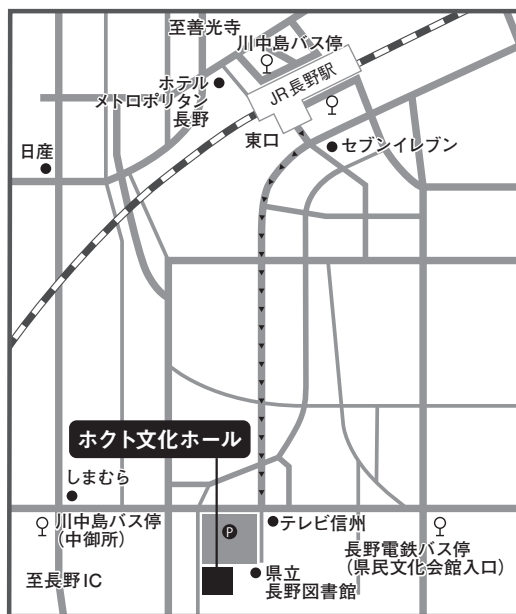 至善光寺
川中島バス停
JR長野駅
ホテル
メトロポリタン
長野
日産
東口
セブンイレブン
ホクト文化ホール
しまむら
川中島バス停
(中御所)
P
テレビ信州
長野電鉄バス停
(県民文化会館入口)
至長野IC
県立
長野図書館